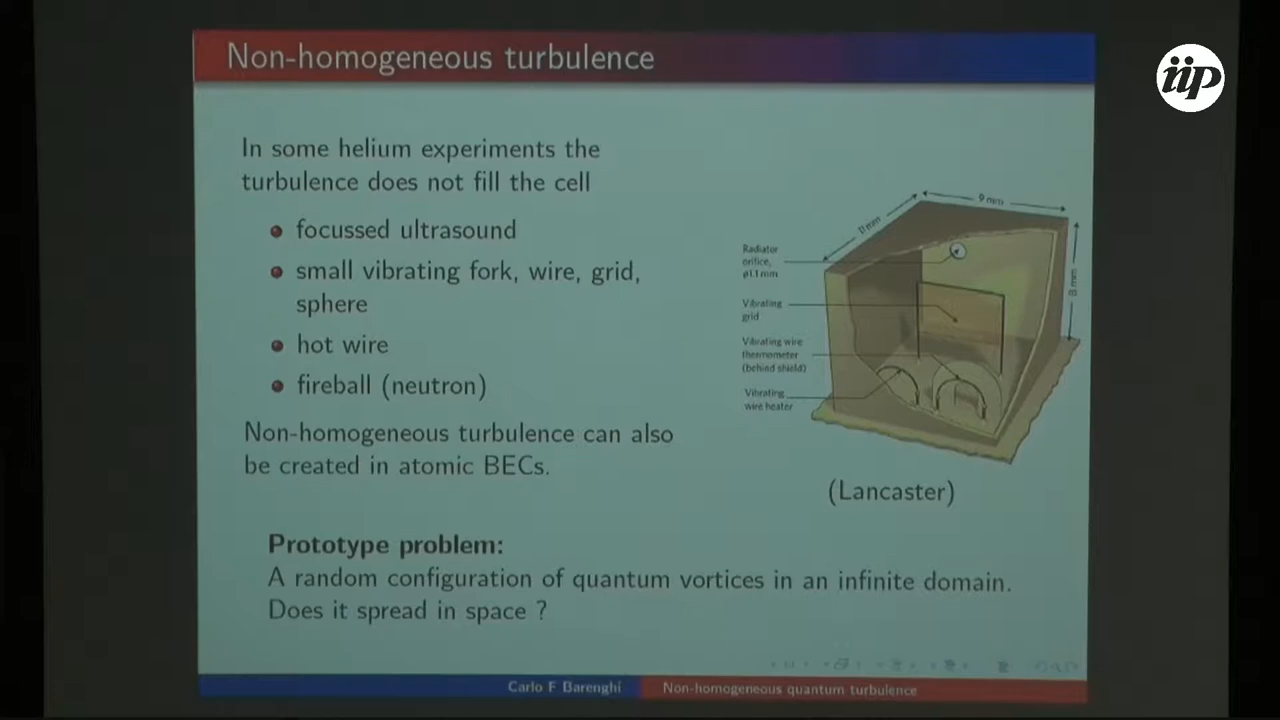 Non-homogeneous turbulence
iip
In some helium experiments the
turbulence does not fill the cell
focussed ultrasound
small vibrating fork, wire, grid,
sphere
hot wire
fireball (neutron)
Non-homogeneous turbulence can also
be created in atomic BECs.
9 mm
8 mm
Radiator
orifice,
ø1.1mm
Vibrating
grid
Vibrating wire
thermometer
(behind shield)
Vibrating
wire heater
(Lancaster)
Prototype problem:
A random configuration of quantum vortices in an infinite domain.
Does it spread in space ?
Carlo F Barenghi
Non-homogeneous quantum turbulence